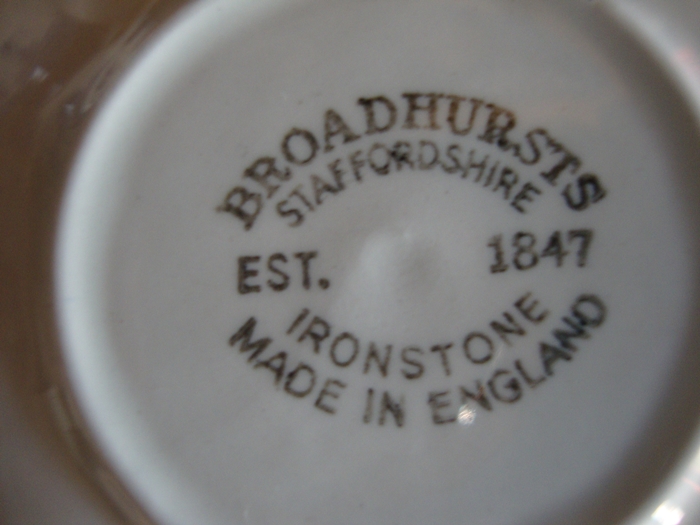 BROADHURSTS
STAFFORDSHIRE
EST. 1847
IRONSTONE
MADE IN ENGLAND